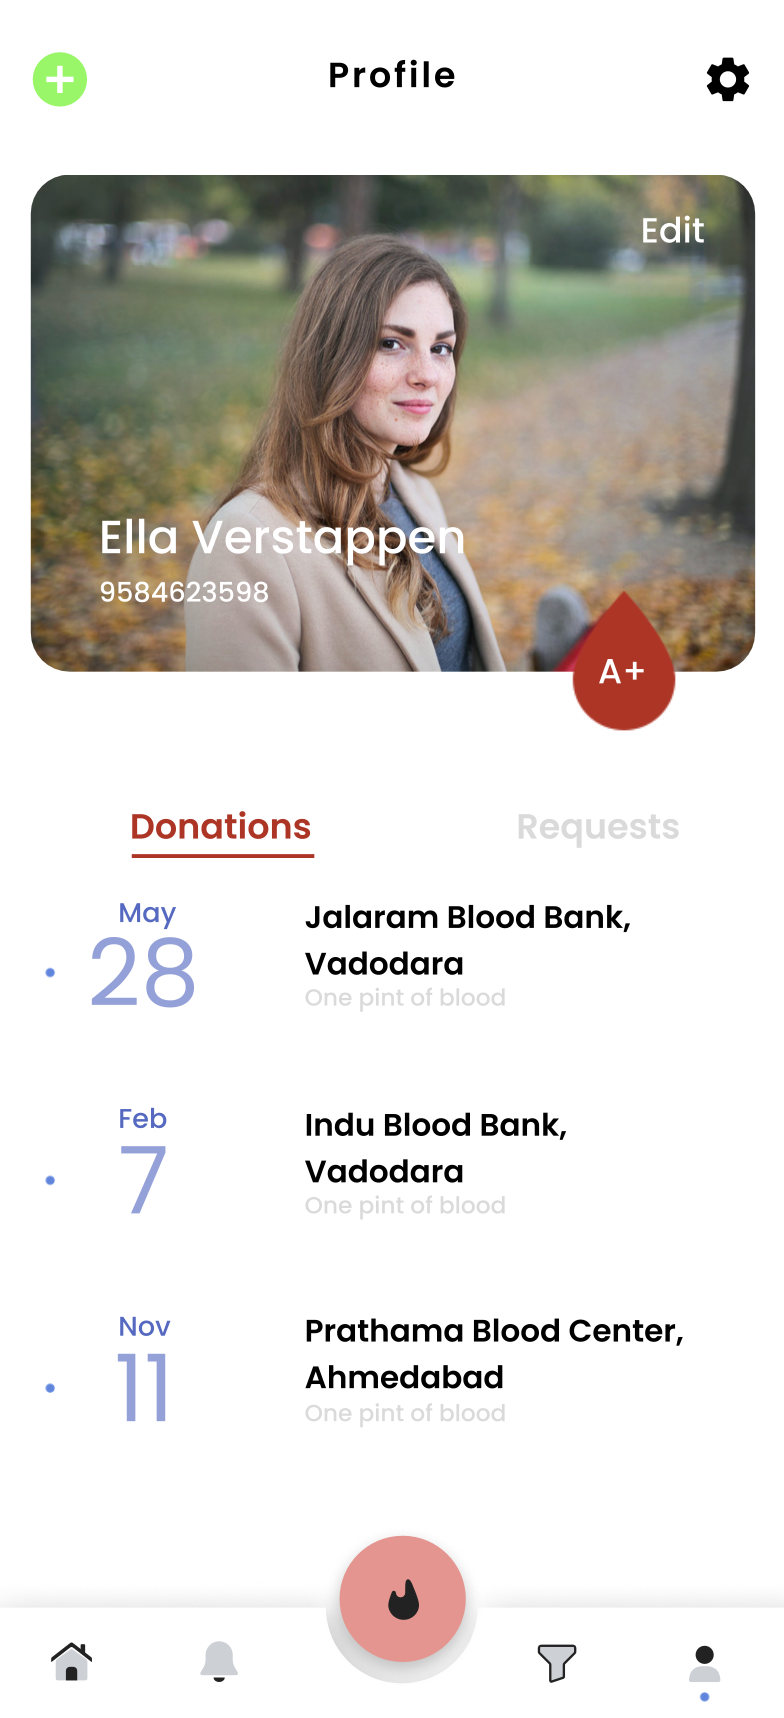 Profile
Edit
Ella Verstappen
9584623598
A+
Donations
Requests
May
28
Jalaram Blood Bank,
Vadodara
One pint of blood
Feb
7
Indu Blood Bank,
Vadodara
One pint of blood
Nov
11
Prathama Blood Center,
Ahmedabad
One pint of blood